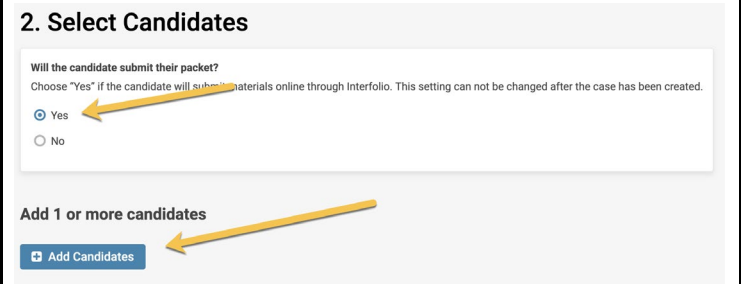 2. Select Candidates
Will the candidate submit their packet?
Choose "Yes" if the candidate will submit materials online through Interfolio. This setting can not be changed after the case has been created.
Yes
No
Add 1 or more candidates
Add Candidates